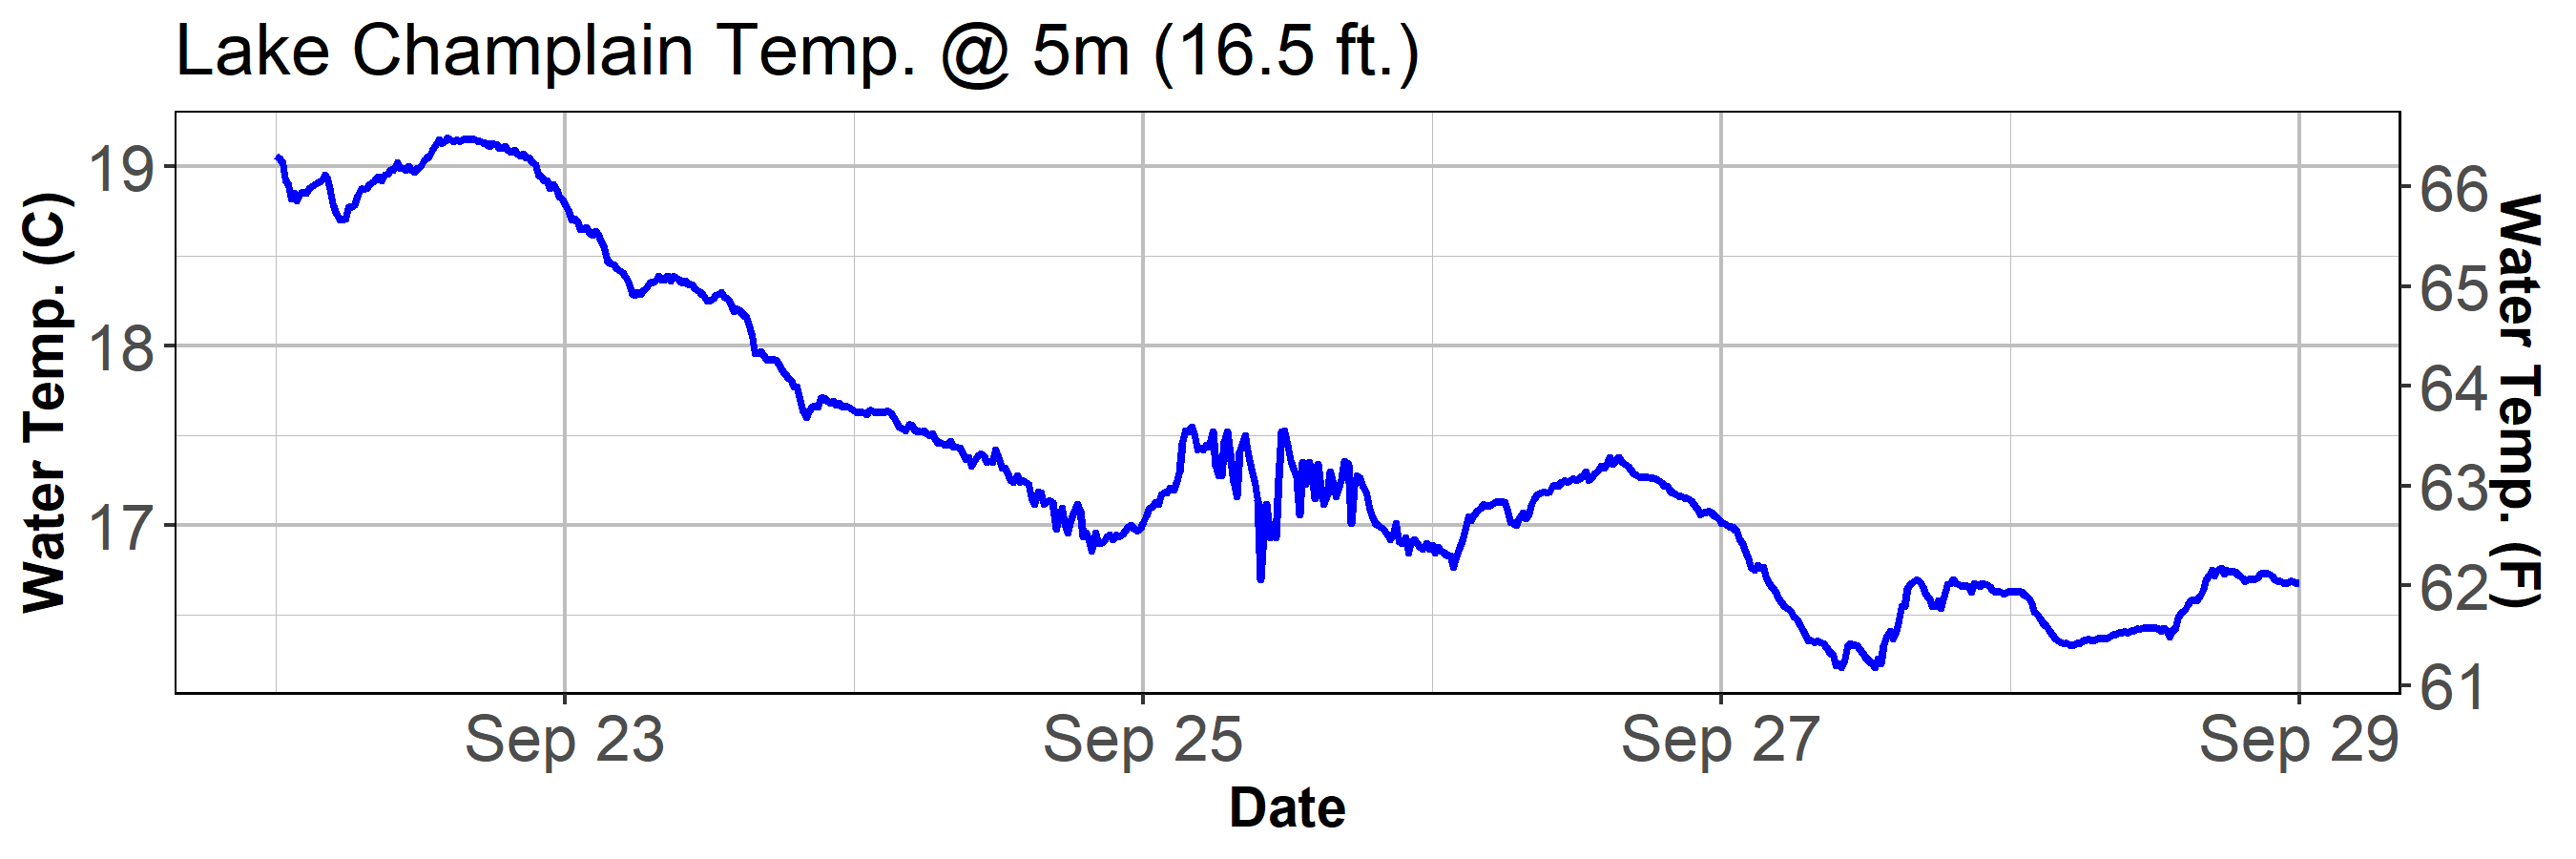 Lake Champlain Temp. @ 5m (16.5 ft.)
Water Temp. (C)
19
18
17
66
65
64
63
62
61
Water Temp. (F)
Sep 23 Sep 25 Sep 27 Sep 29
Date